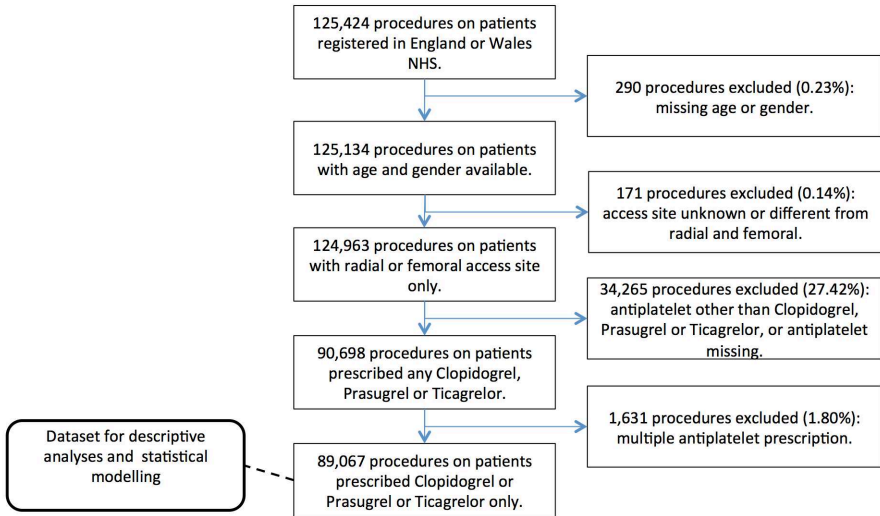 125,424 procedures on patients
registered in England or Wales
NHS.
290 procedures excluded (0.23%):
missing age or gender.
125,134 procedures on patients
with age and gender available.
171 procedures excluded (0.14%):
access site unknown or different from
radial and femoral.
124,963 procedures on patients
with radial or femoral access site
only.
34,265 procedures excluded (27.42%):
antiplatelet other than Clopidogrel,
Prasugrel or Ticagrelor, or antiplatelet
missing.
90,698 procedures on patients
prescribed any Clopidogrel,
Prasugrel or Ticagrelor.
1,631 procedures excluded (1.80%):
multiple antiplatelet prescription.
Dataset for descriptive
analyses and statistical
modelling
89,067 procedures on patients
prescribed Clopidogrel or
Prasugrel or Ticagrelor only.